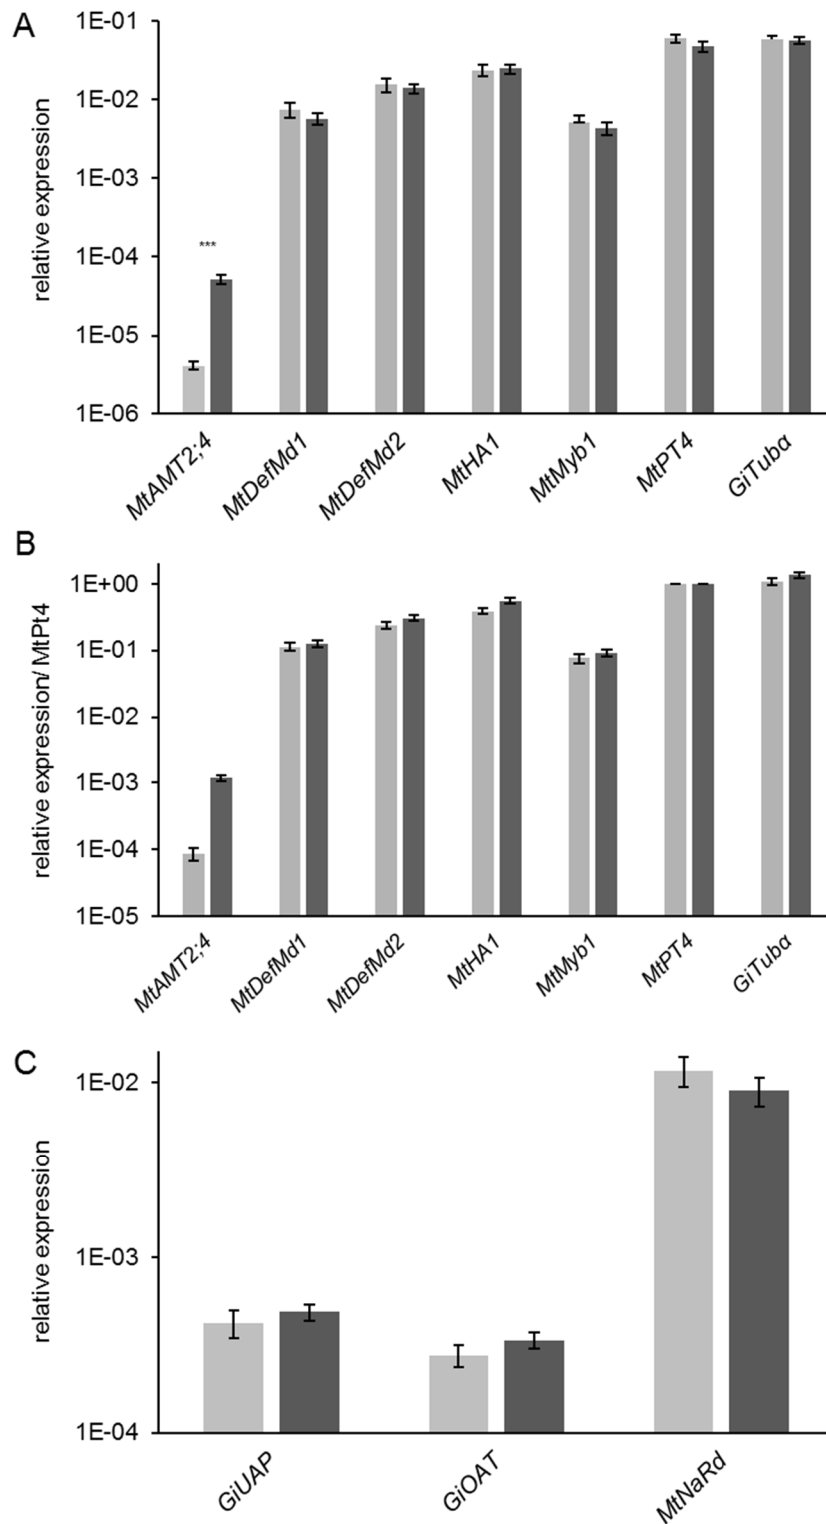 A
1E-01
1E-02
1E-03
1E-04
1E-05
1E-06
relative expression
***
MtAMT2;4
MtDefMd1
MtDefMd2
MtHA1
MtMyb1
MtPT4
GiTubα
B
1E+00
1E-01
1E-02
1E-03
1E-04
1E-05
relative expression/ MtPt4
MtAMT2;4
MtDefMd1
MtDefMd2
MtHA1
MtMyb1
MtPT4
GiTubα
C
1E-02
1E-03
1E-04
relative expression
GiUAP
GiOAT
MtNaRd